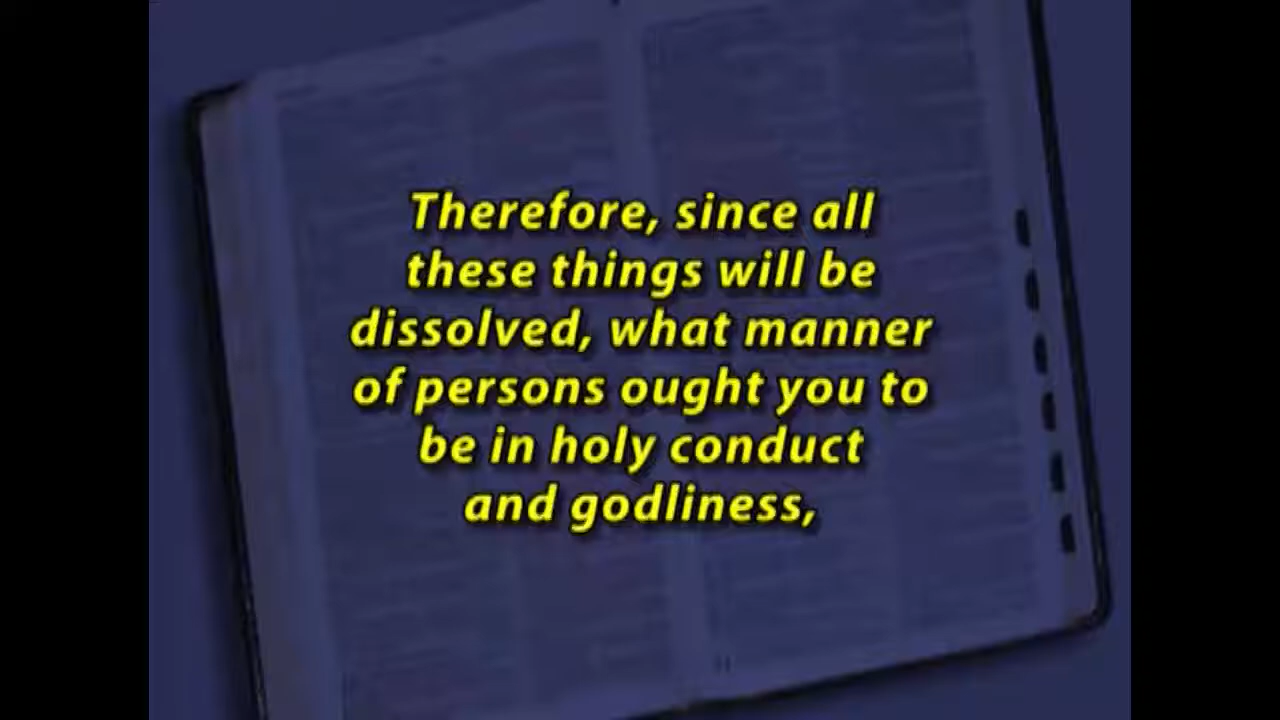 Therefore, since all
these things will be
dissolved, what manner
of persons ought you to
be in holy conduct
and godliness,